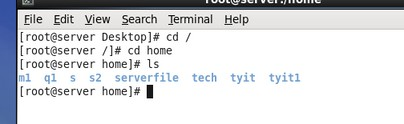 root@server:/home
File Edit View Search Terminal Help
[root@server Desktop]# cd /
[root@server /]# cd home
[root@server home]# ls
m1 q1 s s2 serverfile tech tyit tyit1
[root@server home]#